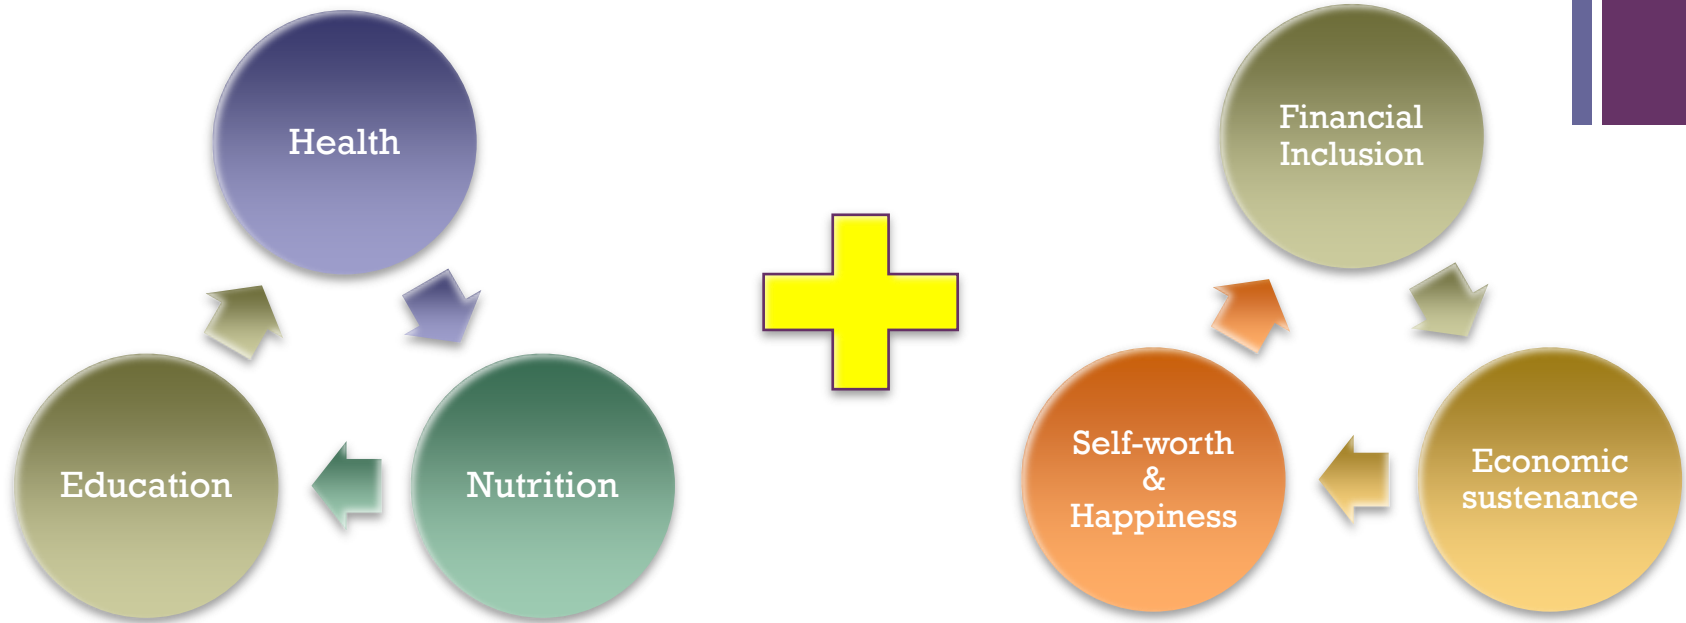 Health
Education
Nutrition
Financial
Inclusion
Self-worth
&
Happiness
Economic
sustenance